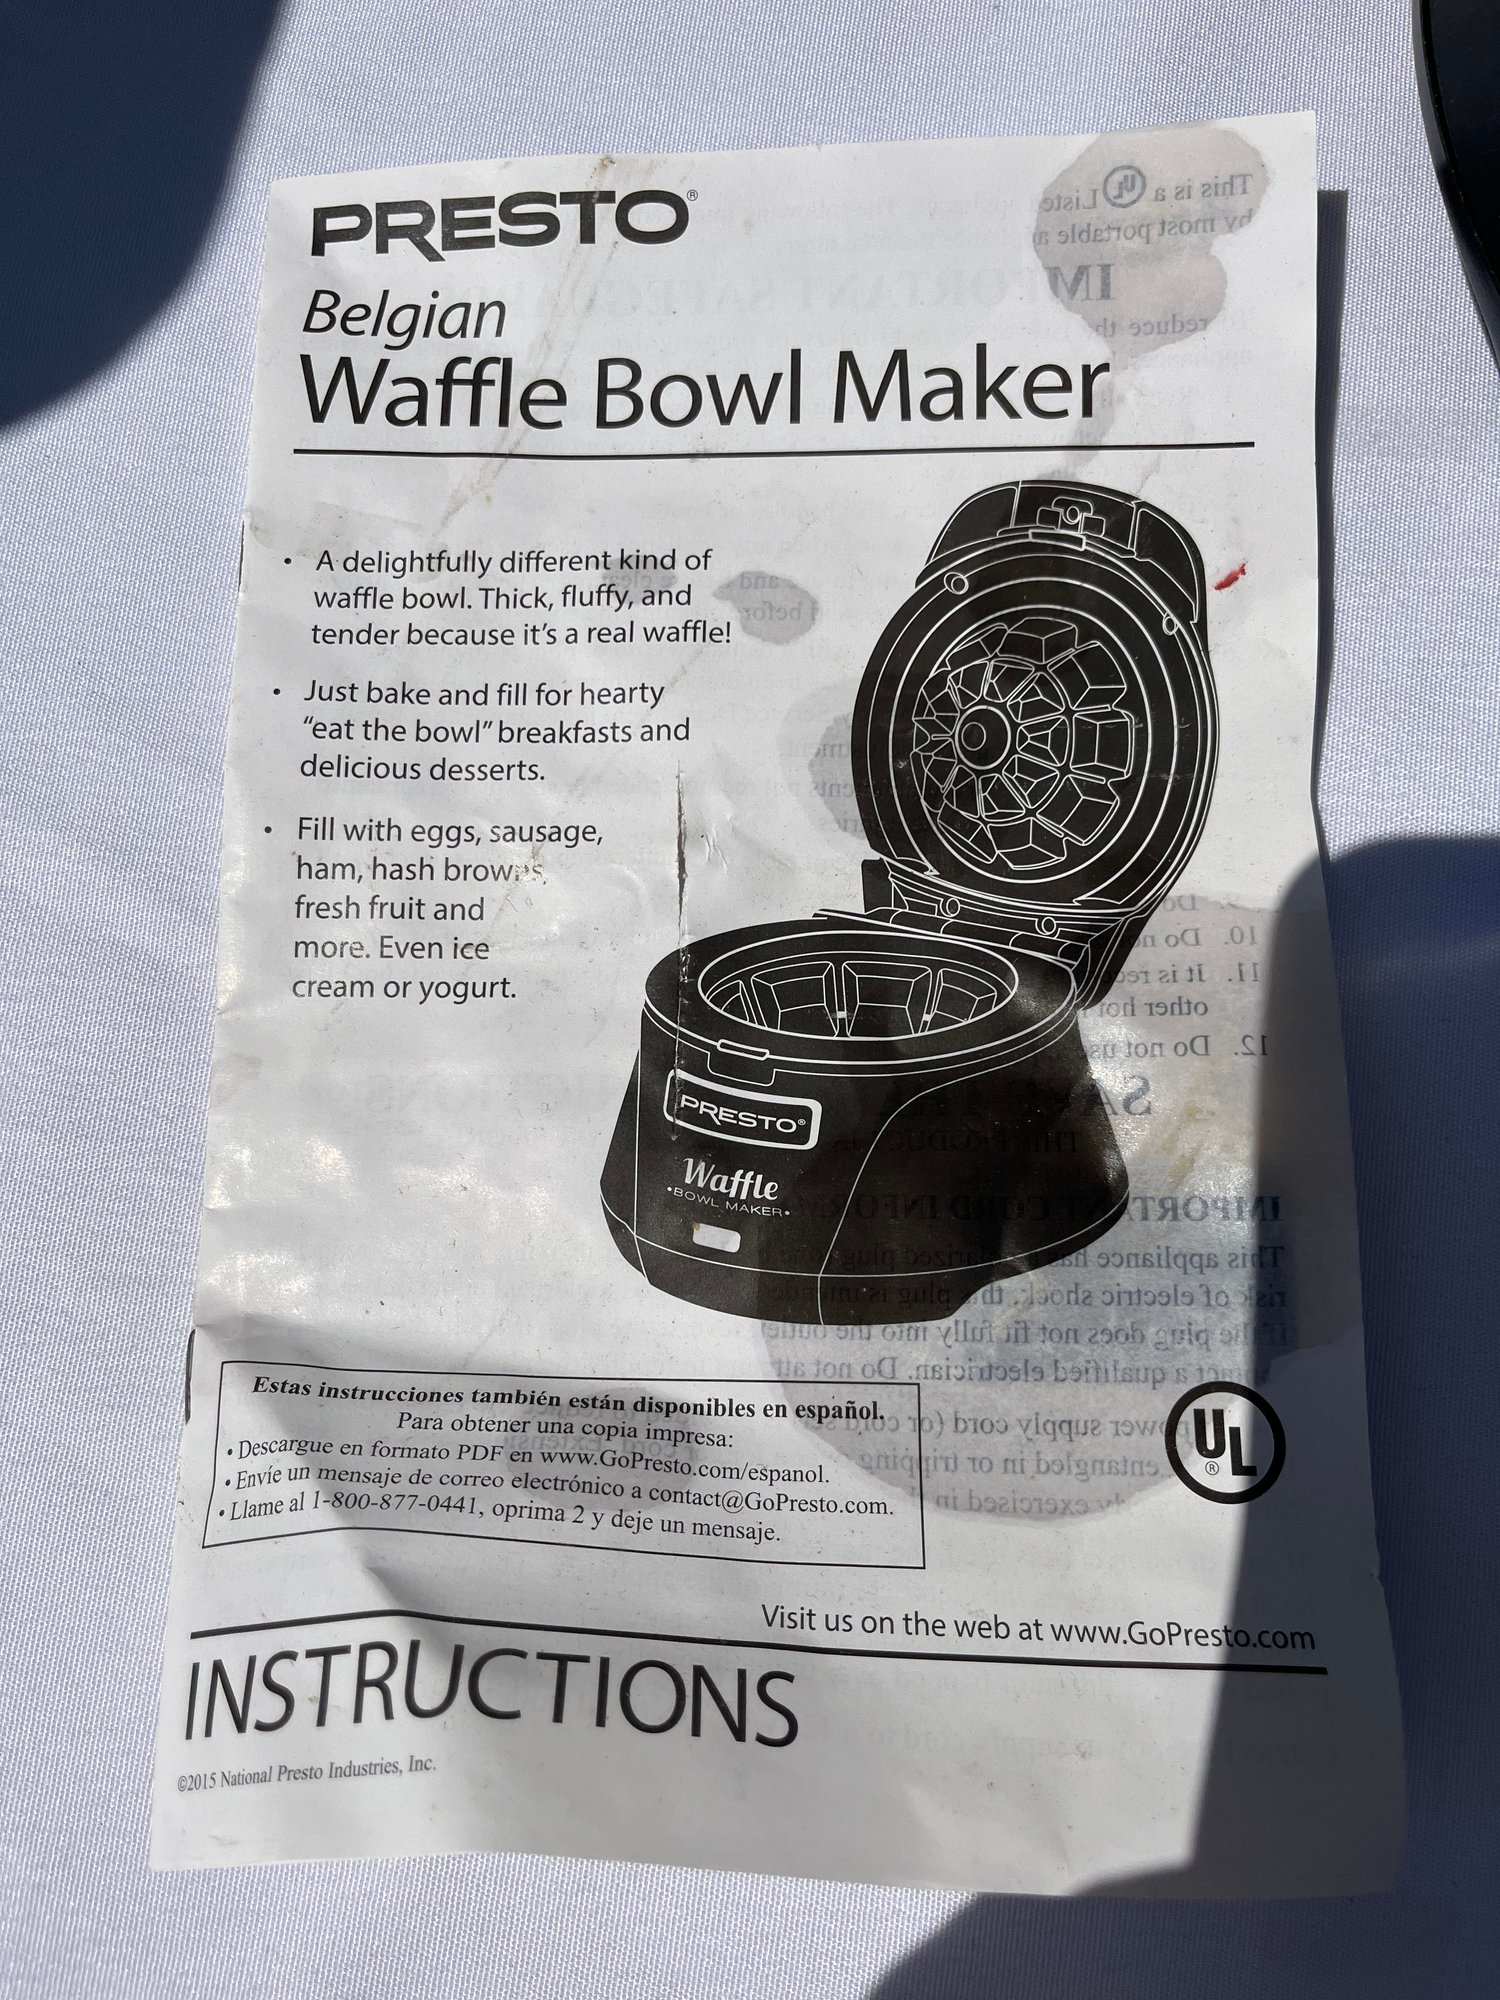 PRESTO®
Belgian
Waffle Bowl Maker
• A delightfully different kind of
waffle bowl. Thick, fluffy, and
tender because it's a real waffle!
• Just bake and fill for hearty
"eat the bowl" breakfasts and
delicious desserts.
• Fill with eggs, sausage,
ham, hash browns,
fresh fruit and
more. Even ice
cream or yogurt.
PRESTO®
Waffle
•BOWL MAKER•
Estas instrucciones también están disponibles en español.
Para obtener una copia impresa:
• Descargue en formato PDF en www.GoPresto.com/espanol.
• Envíe un mensaje de correo electrónico a contact@GoPresto.com.
• Llame al 1-800-877-0441, oprima 2 y deje un mensaje.
UL®
Visit us on the web at www.GoPresto.com
INSTRUCTIONS
©2015 National Presto Industries, Inc.